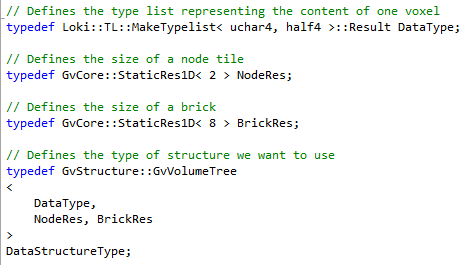 // Defines the type list representing the content of one voxel
typedef Loki::TL::MakeTypelist< uchar4, half4 >::Result DataType;
// Defines the size of a node tile
typedef GvCore::StaticRes1D< 2 > NodeRes;
// Defines the size of a brick
typedef GvCore::StaticRes1D< 8 > BrickRes;
// Defines the type of structure we want to use
typedef GvStructure::GvVolumeTree
<
DataType,
NodeRes, BrickRes
>
DataStructureType;